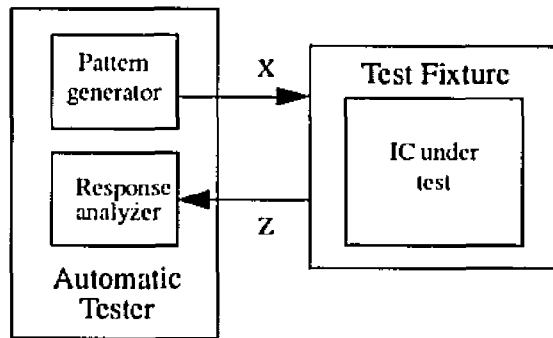 Pattern
generator
X
Test Fixture
IC under
test
Response
analyzer
Z
Automatic
Tester